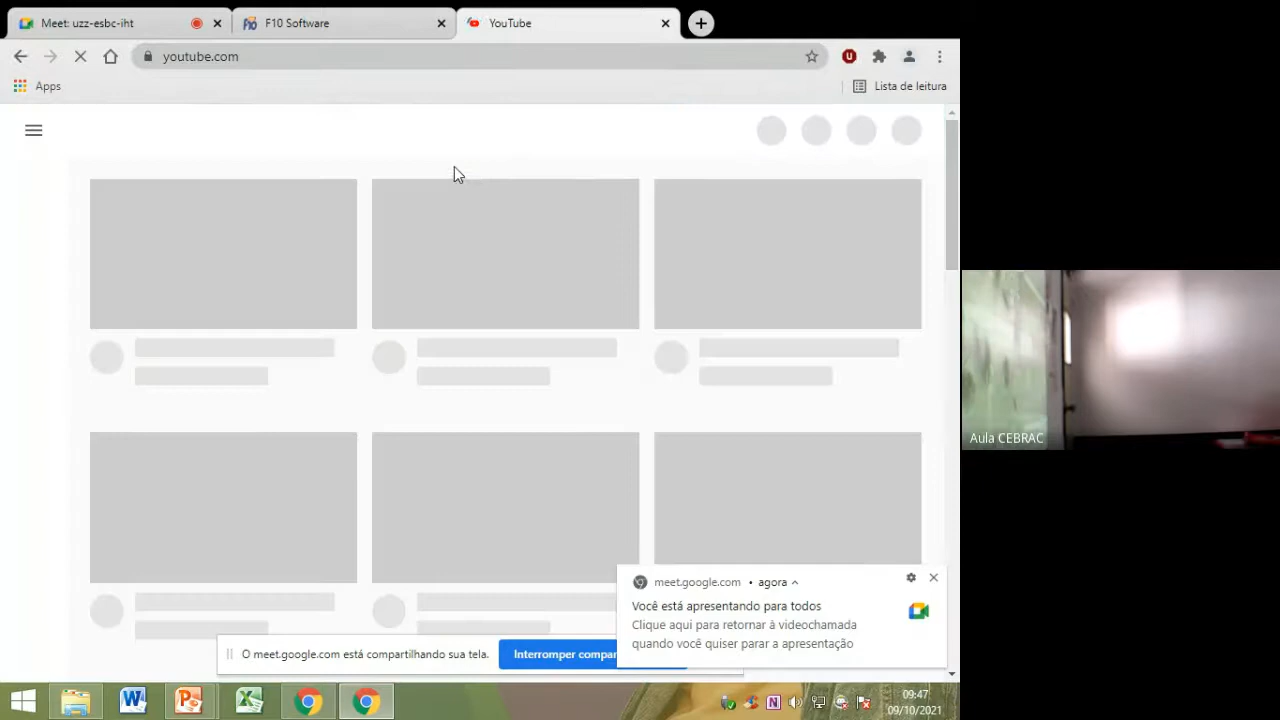 Meet: uzz-esbc-iht
F10 Software
YouTube
youtube.com
Apps
Lista de leitura
Aula CEBRAC
meet.google.com • agora
Você está apresentando para todos
Clique aqui para retornar à videochamada
quando você quiser parar a apresentação
O meet.google.com está compartilhando sua tela.
Interromper compar
09:47
09/10/2021